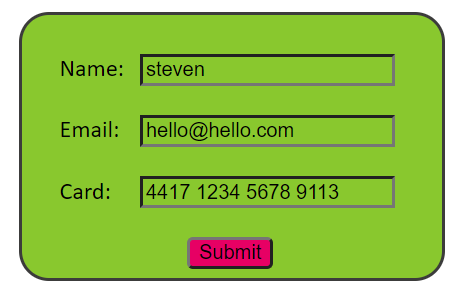 Name: steven
Email: hello@hello.com
Card: 4417 1234 5678 9113
Submit